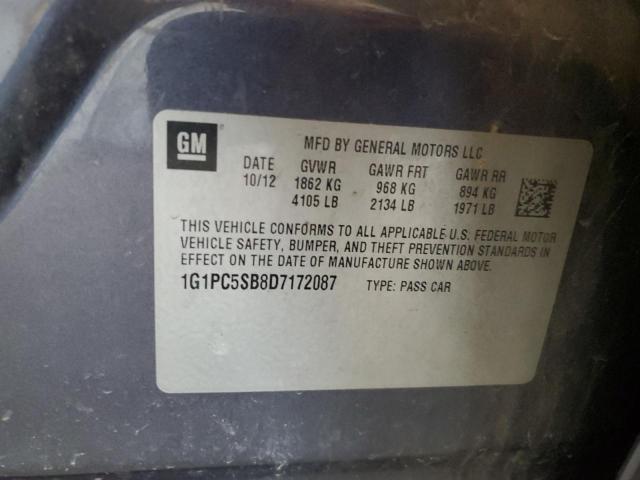 GM
MFD BY GENERAL MOTORS LLC
DATE GVWR GAWR FRT GAWR RR
10/12 1862 KG 968 KG 894 KG
4105 LB 2134 LB 1971 LB
THIS VEHICLE CONFORMS TO ALL APPLICABLE U.S. FEDERAL MOTOR
VEHICLE SAFETY, BUMPER, AND THEFT PREVENTION STANDARDS IN
EFFECT ON THE DATE OF MANUFACTURE SHOWN ABOVE.
1G1PC5SB8D7172087 TYPE: PASS CAR